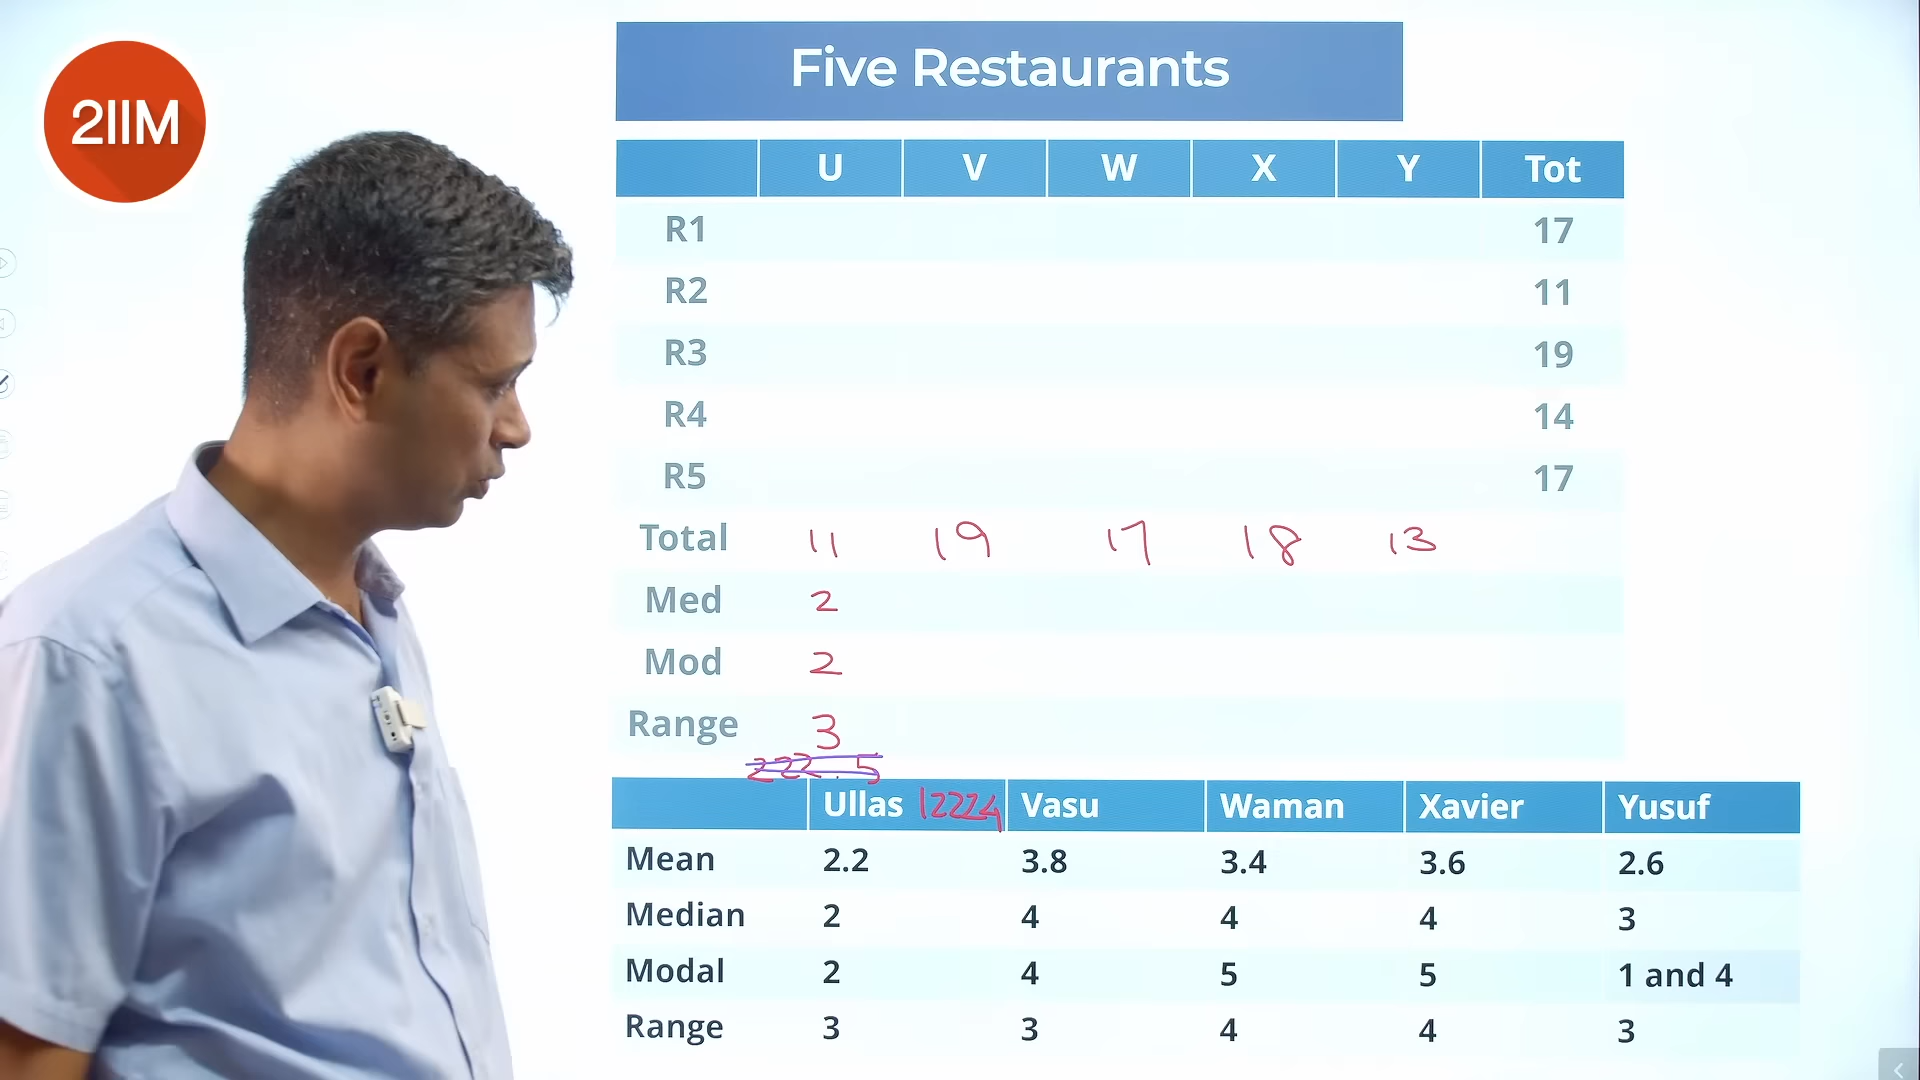 2IIM
Five Restaurants
U V W X Y Tot
R1 17
R2 11
R3 19
R4 14
R5 17
Total 11 19 17 18 13
Med 2
Mod 2
Range 3
222.5
Ullas 12224 Vasu Waman Xavier Yusuf
Mean 2.2 3.8 3.4 3.6 2.6
Median 2 4 4 4 3
Modal 2 4 5 5 1 and 4
Range 3 3 4 4 3